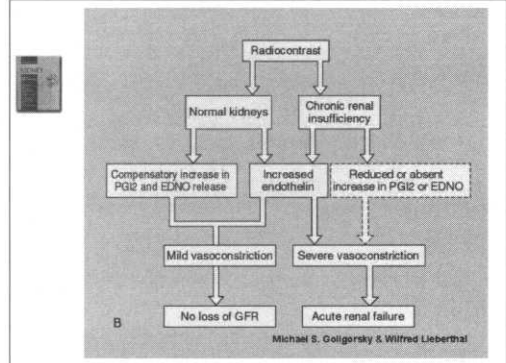 Radiocontrast
Normal kidneys
Chronic renal
insufficiency
Compensatory increase in
PGI2 and EDNO release
Increased
endothelin
Reduced or absent
increase in PGI2 or EDNO
Mild vasoconstriction
Severe vasoconstriction
No loss of GFR
Acute renal failure
B
Michael S. Goligorsky & Wilfred Lieberthal